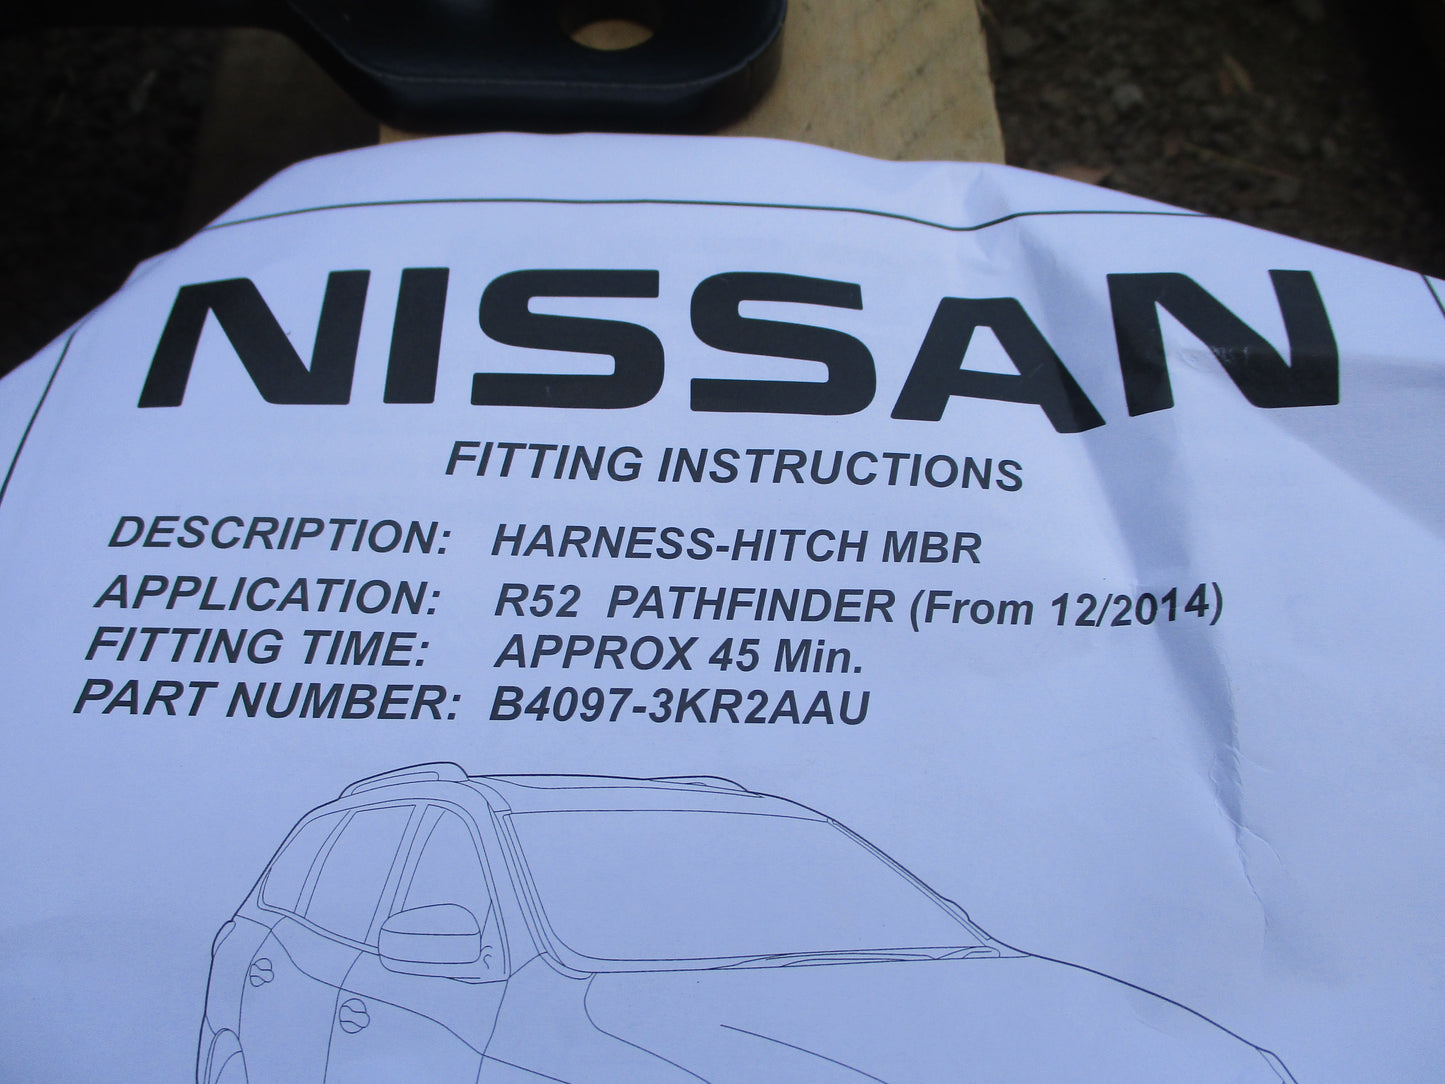 NISSAN
FITTING INSTRUCTIONS
DESCRIPTION: HARNESS-HITCH MBR
APPLICATION: R52 PATHFINDER (From 12/2014)
FITTING TIME: APPROX 45 Min.
PART NUMBER: B4097-3KR2AAU